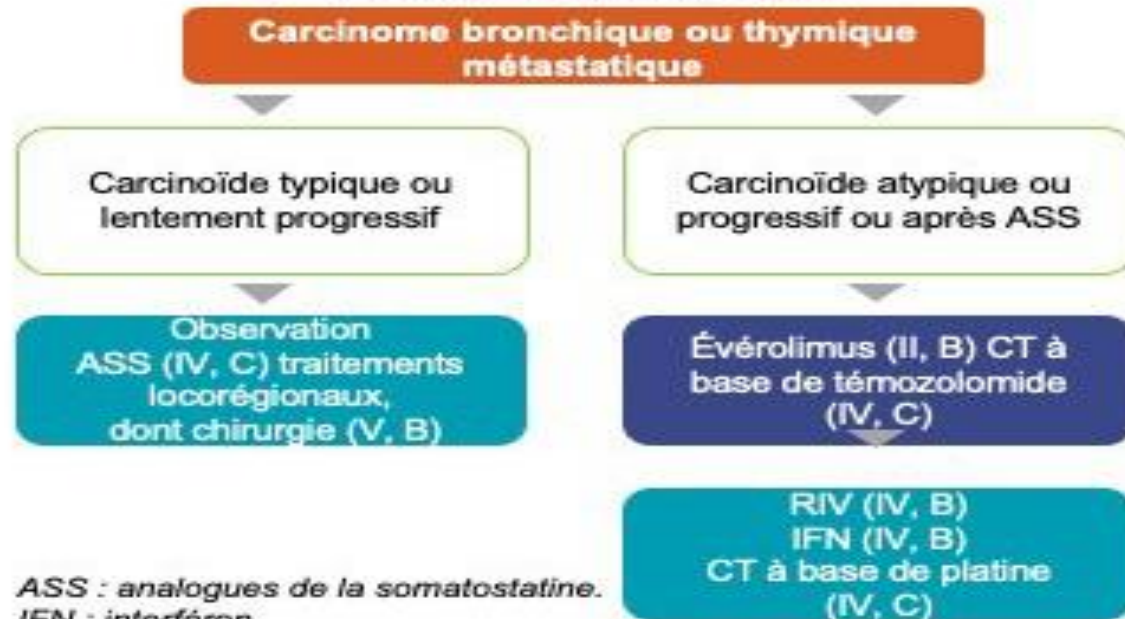 Carcinome bronchique ou thymique
métastatique
Carcinoïde typique ou
lentement progressif
Carcinoïde atypique ou
progressif ou après ASS
Observation
ASS (IV, C) traitements
locorégionaux,
dont chirurgie (V, B)
Évérolimus (II, B) CT à
base de témozolomide
(IV, C)
RIV (IV, B)
IFN (IV, B)
CT à base de platine
(IV, C)
ASS : analogues de la somatostatine.
IFN : interféron